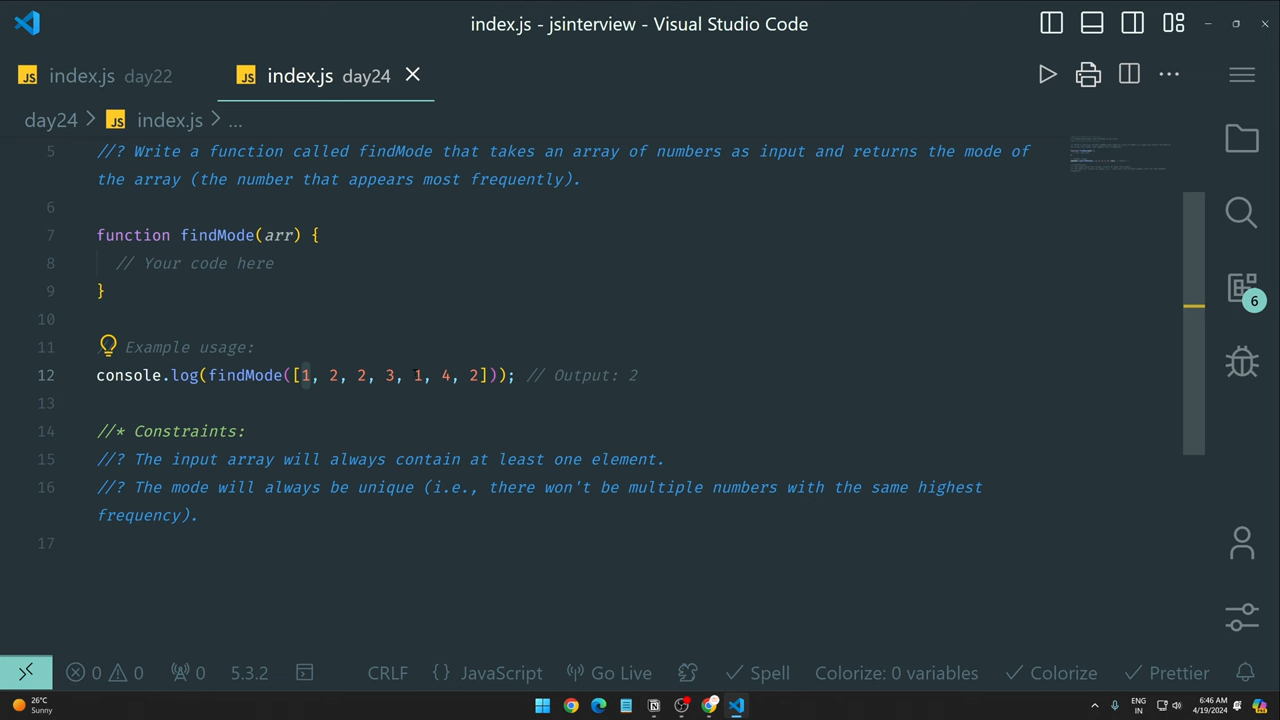 index.js - jsinterview - Visual Studio Code
JS index.js day22
JS index.js day24
day24 > JS index.js > ...
5 //? Write a function called findMode that takes an array of numbers as input and returns the mode of
the array (the number that appears most frequently).
6
7 function findMode(arr) {
8 // Your code here
9 }
10
11 Example usage:
12 console.log(findMode([1, 2, 2, 3, 1, 4, 2])); // Output: 2
13
14 //* Constraints:
15 //? The input array will always contain at least one element.
16 //? The mode will always be unique (i.e., there won't be multiple numbers with the same highest
frequency).
17
6
0 0 0 5.3.2 CRLF {} JavaScript Go Live Spell Colorize: 0 variables Colorize Prettier
26°C
Sunny
ENG
IN
6:46 AM
4/19/2024